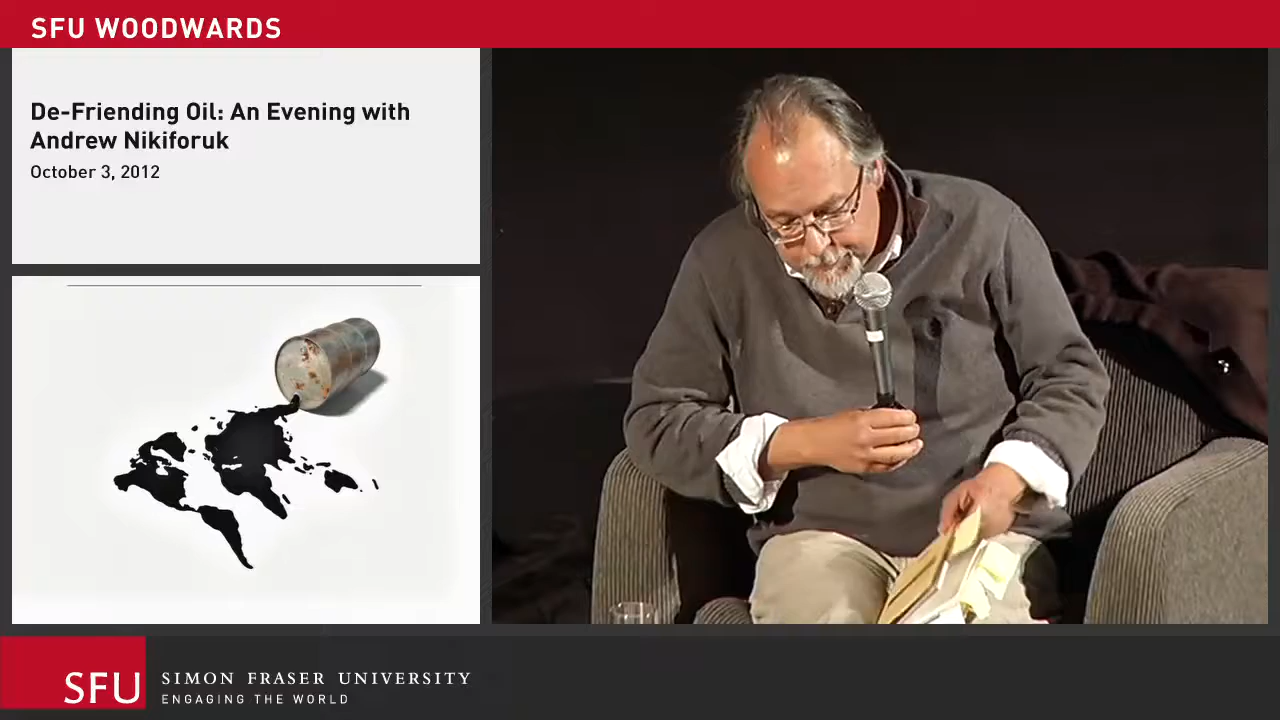 SFU WOODWARDS
De-Friending Oil: An Evening with
Andrew Nikiforuk
October 3, 2012
SFU
SIMON FRASER UNIVERSITY
ENGAGING THE WORLD